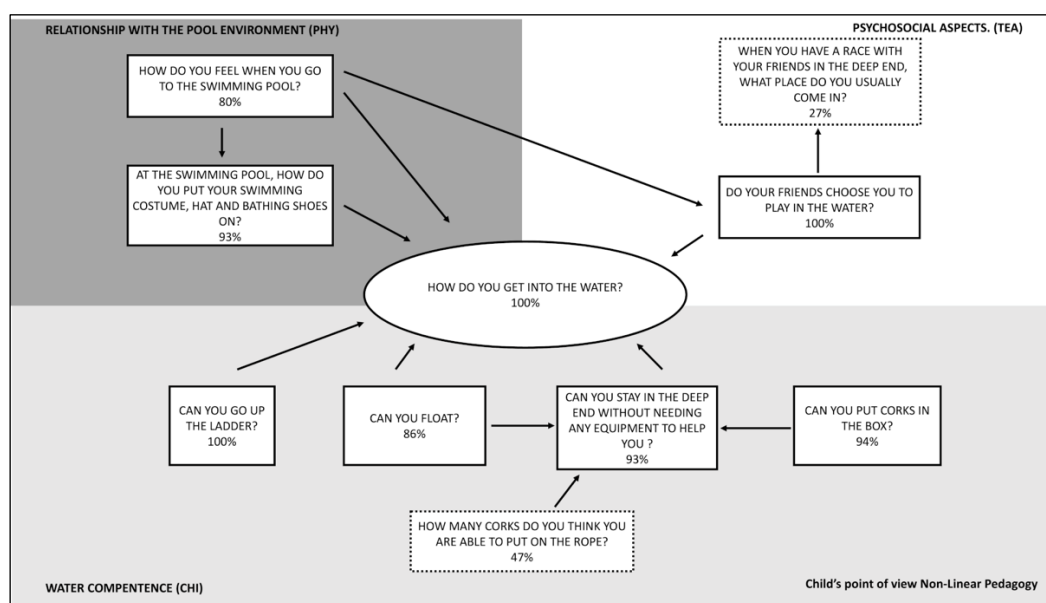 RELATIONSHIP WITH THE POOL ENVIRONMENT (PHY)
PSYCHOSOCIAL ASPECTS. (TEA)
HOW DO YOU FEEL WHEN YOU GO
TO THE SWIMMING POOL?
80%
WHEN YOU HAVE A RACE WITH
YOUR FRIENDS IN THE DEEP END,
WHAT PLACE DO YOU USUALLY
COME IN?
27%
AT THE SWIMMING POOL, HOW DO
YOU PUT YOUR SWIMMING
COSTUME, HAT AND BATHING SHOES
ON?
93%
DO YOUR FRIENDS CHOOSE YOU TO
PLAY IN THE WATER?
100%
HOW DO YOU GET INTO THE WATER?
100%
CAN YOU GO UP
THE LADDER?
100%
CAN YOU FLOAT?
86%
CAN YOU STAY IN THE DEEP
END WITHOUT NEEDING
ANY EQUIPMENT TO HELP
YOU ?
93%
CAN YOU PUT CORKS IN
THE BOX?
94%
HOW MANY CORKS DO YOU THINK YOU
ARE ABLE TO PUT ON THE ROPE?
47%
WATER COMPENTENCE (CHI)
Child's point of view Non-Linear Pedagogy